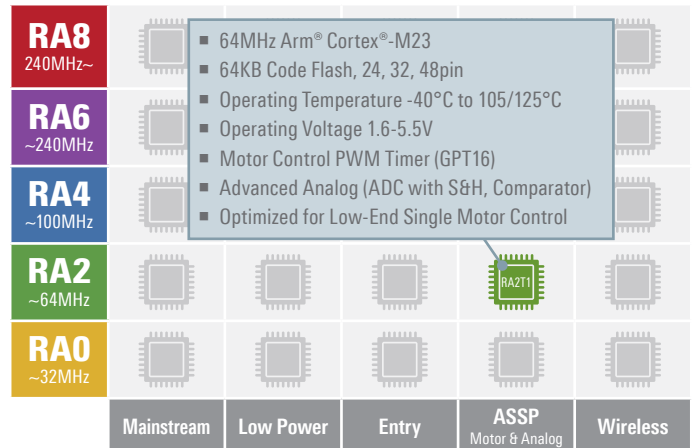 RA8
240MHz~
■ 64MHz Arm® Cortex®-M23
■ 64KB Code Flash, 24, 32, 48pin
■ Operating Temperature -40°C to 105/125°C
■ Operating Voltage 1.6-5.5V
■ Motor Control PWM Timer (GPT16)
■ Advanced Analog (ADC with S&H, Comparator)
■ Optimized for Low-End Single Motor Control
RA6
~240MHz
RA4
~100MHz
RA2
~64MHz
RA2T1
RA0
~32MHz
Mainstream
Low Power
Entry
ASSP
Motor & Analog
Wireless